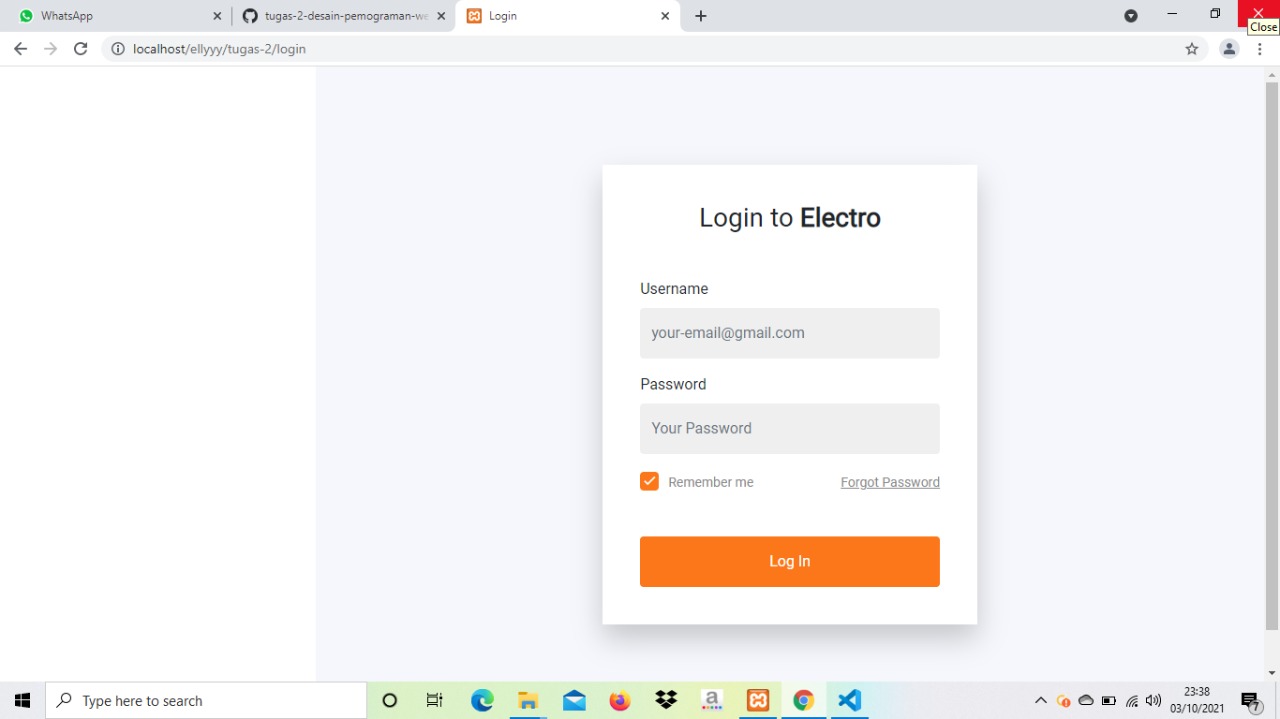 WhatsApp
tugas-2-desain-pemograman-we
Login
Close
localhost/ellyyy/tugas-2/login
Login to Electro
Username
your-email@gmail.com
Password
Your Password
Remember me
Forgot Password
Log In
Type here to search
a
23:38
03/10/2021
7